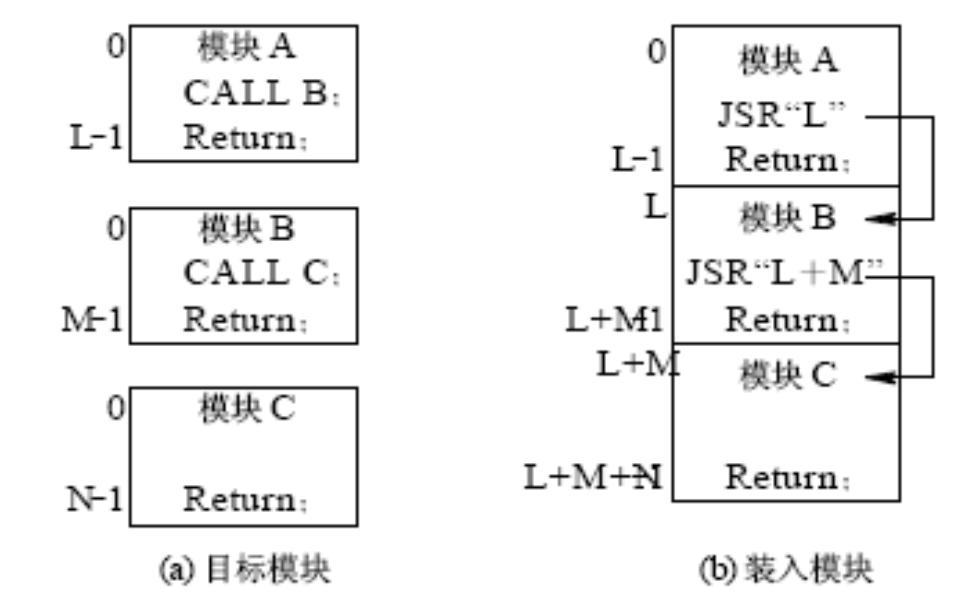 0 模块 A
CALL B;
L-1 Return;
0 模块 B
CALL C;
M-1 Return;
0 模块 C
N-1 Return;
(a) 目标模块
0 模块 A
JSR“L”
L-1 Return;
L 模块 B
JSR“L+M”
L+M-1 Return;
L+M 模块 C
Return;
(b) 装入模块